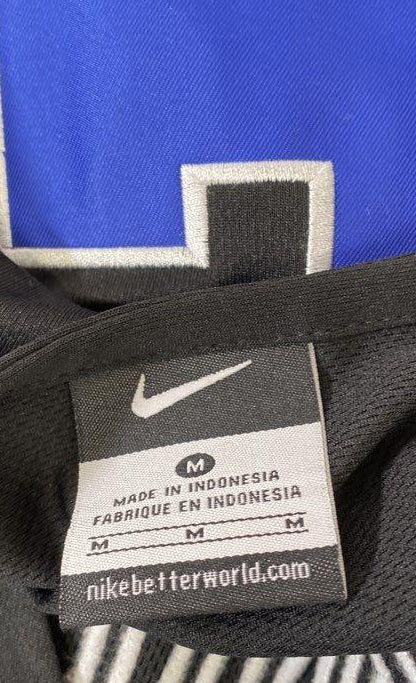 M
MADE IN INDONESIA
FABRIQUE EN INDONESIA
M M M
nikebetterworld.com